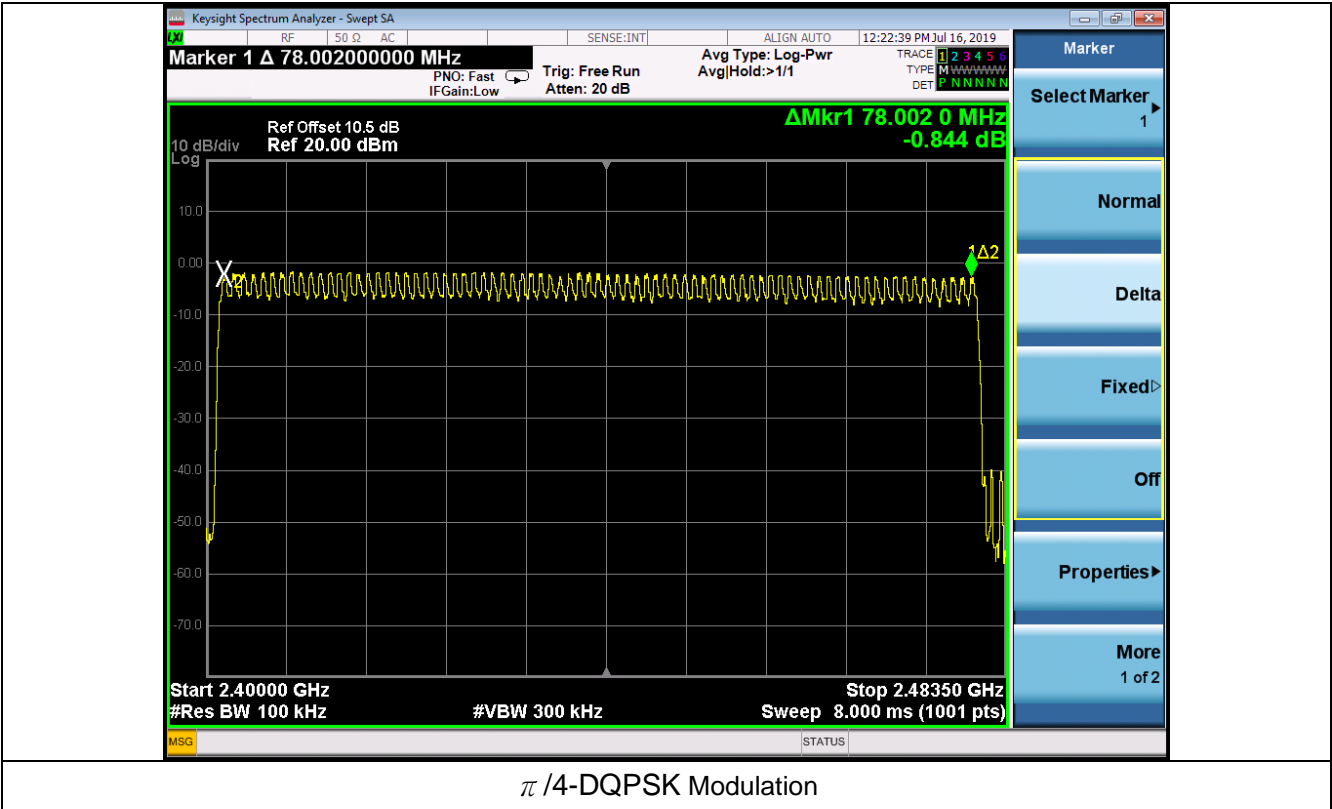 Keysight Spectrum Analyzer - Swept SA
LXI RF 50 Ω AC SENSE:INT ALIGN AUTO 12:22:39 PM Jul 16, 2019
Marker 1 Δ 78.002000000 MHz
PNO: Fast
IFGain:Low
Trig: Free Run
Atten: 20 dB
Avg Type: Log-Pwr
Avg|Hold:>1/1
TRACE 1 2 3 4 5 6
TYPE M WWWWW
DET P N N N N N
Ref Offset 10.5 dB
10 dB/div Ref 20.00 dBm
Log
ΔMkr1 78.002 0 MHz
-0.844 dB
10.0
0.00
-10.0
-20.0
-30.0
-40.0
-50.0
-60.0
-70.0
X2
1Δ2
Start 2.40000 GHz
Stop 2.48350 GHz
#Res BW 100 kHz
#VBW 300 kHz
Sweep 8.000 ms (1001 pts)
MSG
STATUS
Marker
Select Marker
1
Normal
Delta
Fixed
Off
Properties
More
1 of 2
π/4-DQPSK Modulation